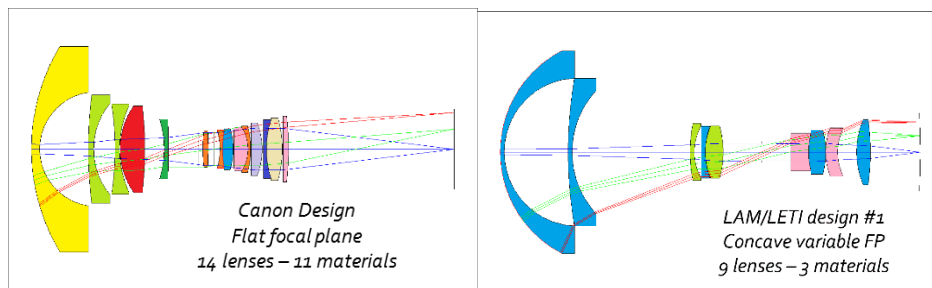 Canon Design
Flat focal plane
14 lenses – 11 materials
LAM/LETI design #1
Concave variable FP
9 lenses – 3 materials